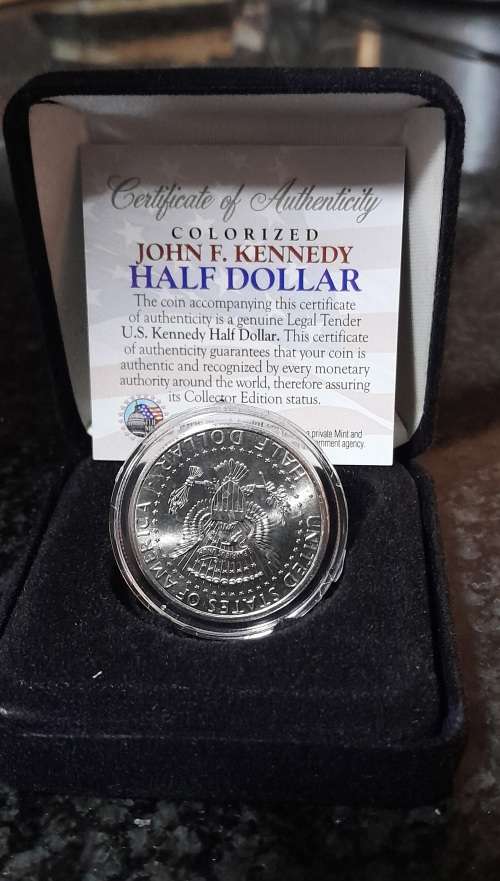 Certificate of Authenticity
COLORIZED
JOHN F. KENNEDY
HALF DOLLAR
The coin accompanying this certificate
of authenticity is a genuine Legal Tender
U.S. Kennedy Half Dollar. This certificate
of authenticity guarantees that your coin is
authentic and recognized by every monetary
authority around the world, therefore assuring
its Collector Edition status.
private Mint and
agency.
UNITED STATES OF AMERICA
HALF DOLLAR